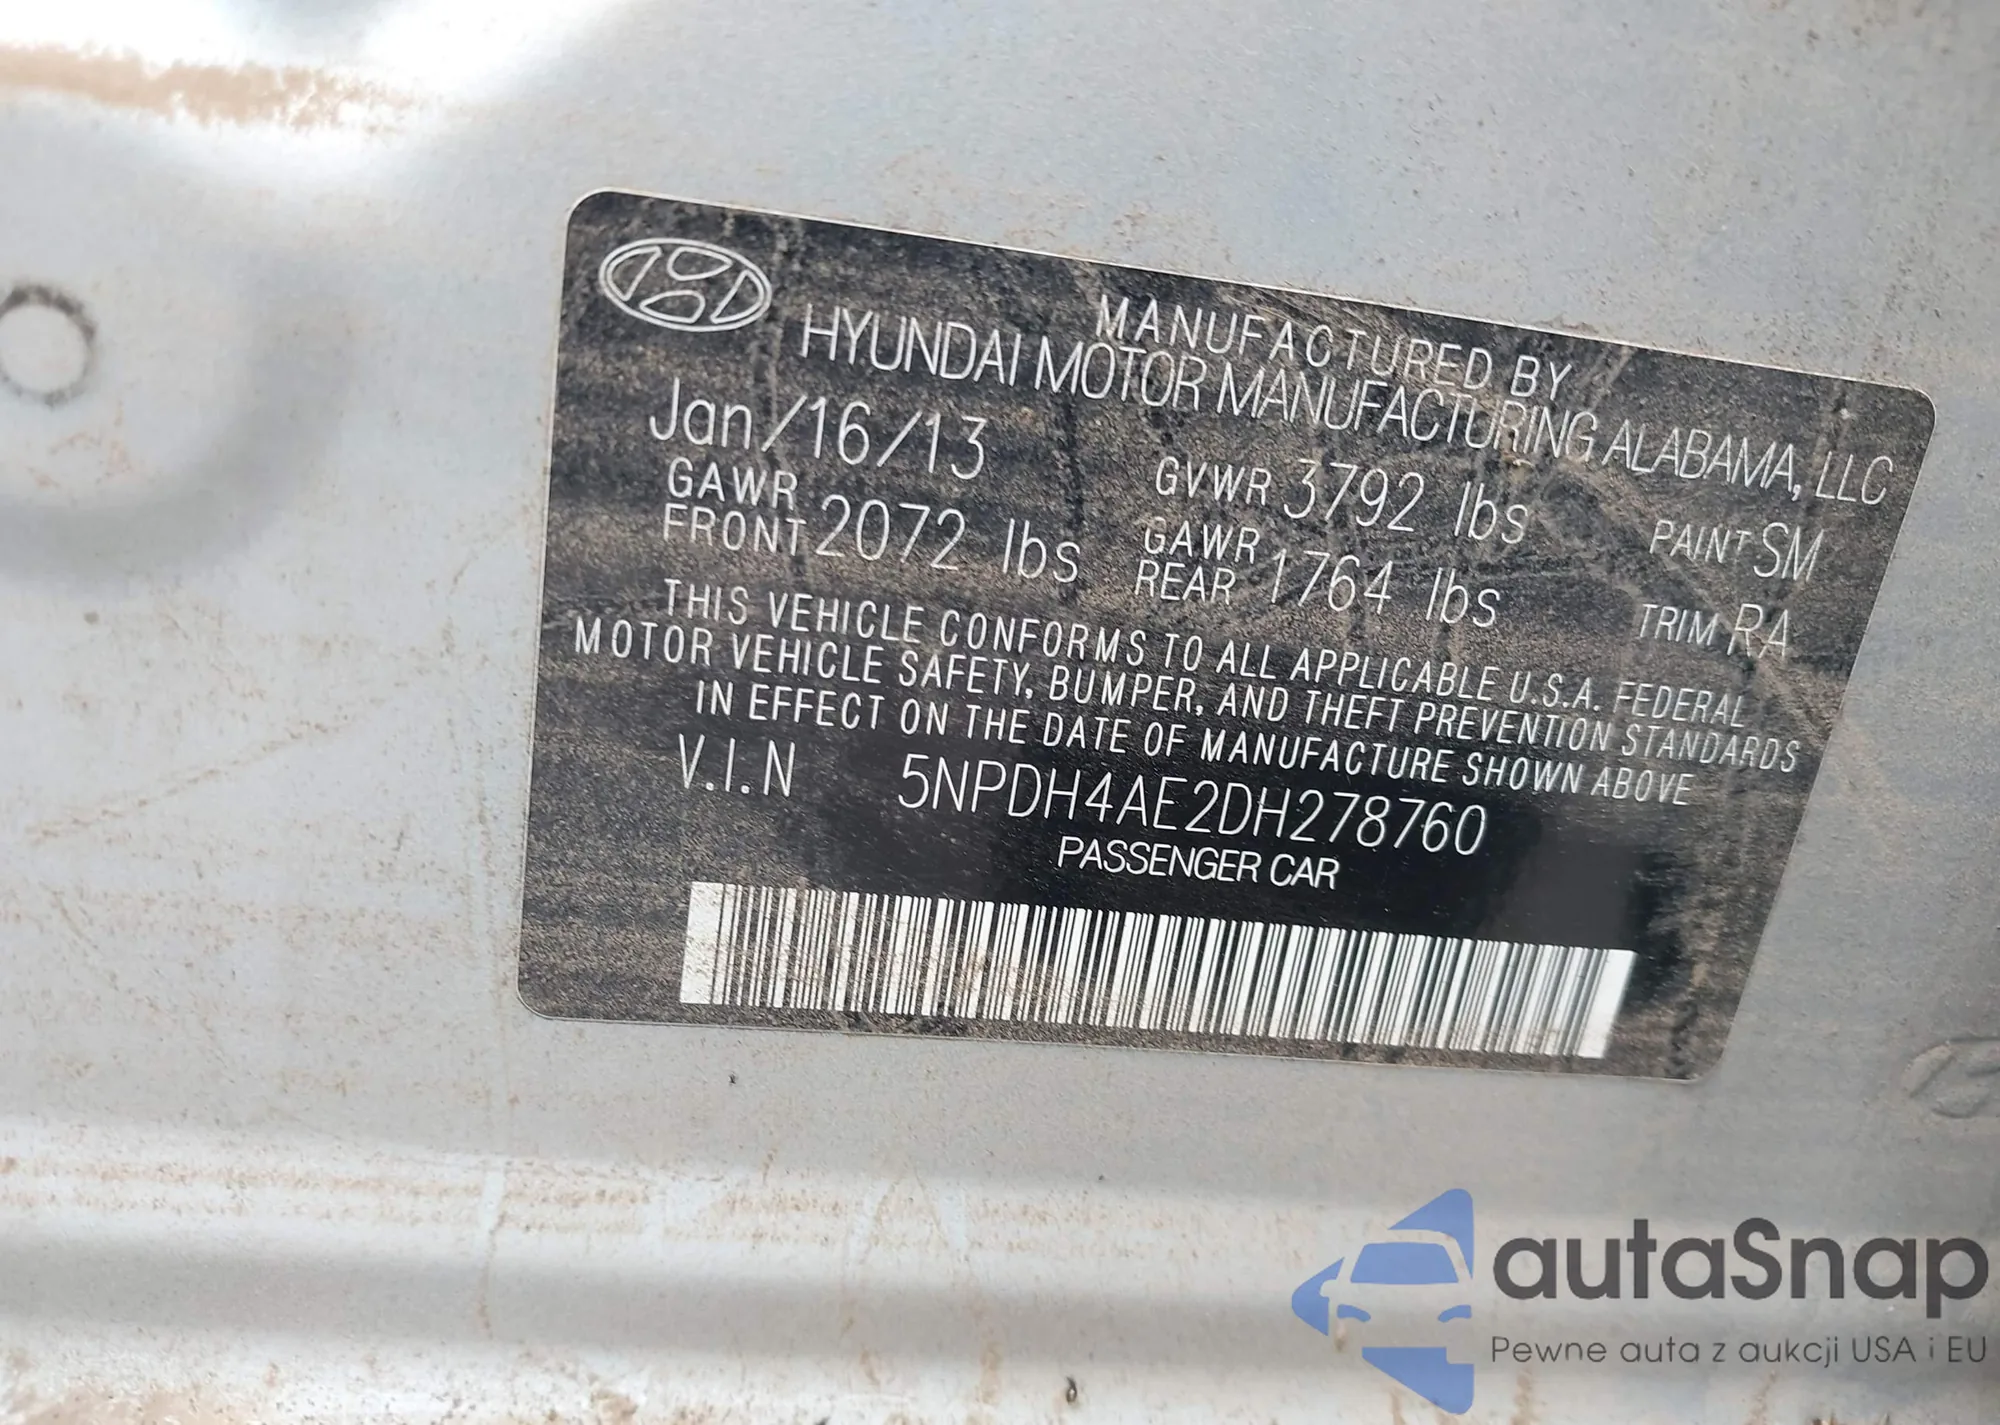 MANUFACTURED BY
HYUNDAI MOTOR MANUFACTURING ALABAMA, LLC
Jan/16/13 GVWR 3792 lbs PAINT SM
GAWR FRONT 2072 lbs GAWR REAR 1764 lbs TRIM RA
THIS VEHICLE CONFORMS TO ALL APPLICABLE U.S.A. FEDERAL
MOTOR VEHICLE SAFETY, BUMPER, AND THEFT PREVENTION STANDARDS
IN EFFECT ON THE DATE OF MANUFACTURE SHOWN ABOVE
V.I.N 5NPDH4AE2DH278760
PASSENGER CAR
autaSnap
Pewne auta z aukcji USA i EU